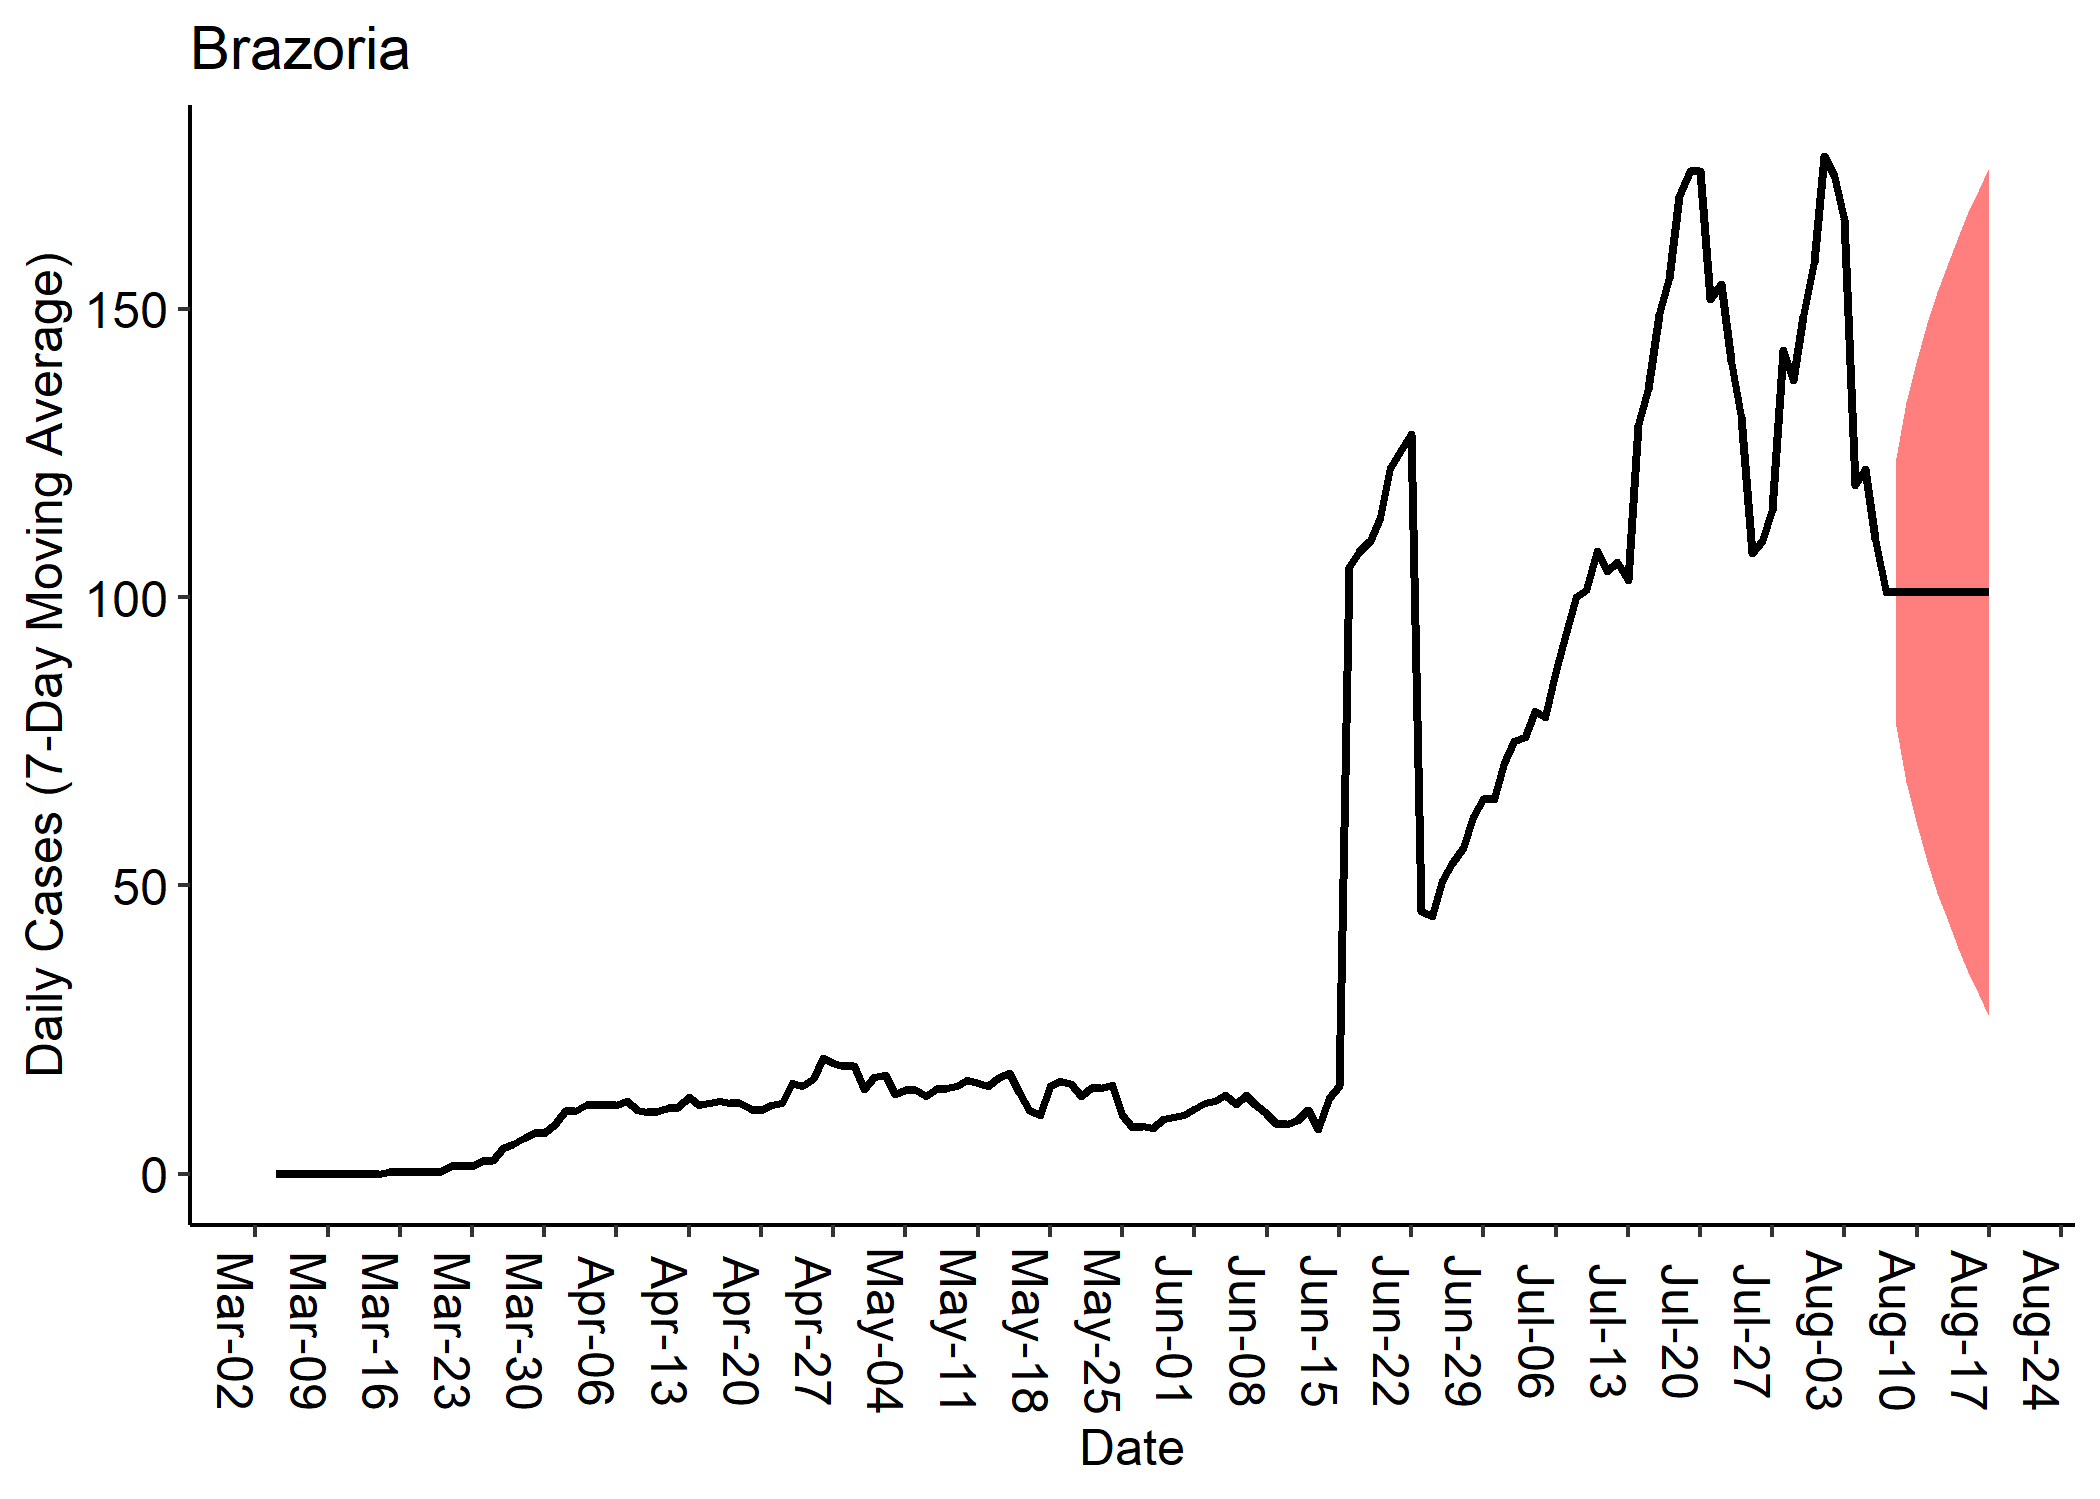 Brazoria
Daily Cases (7-Day Moving Average)
150
100
50
0
Mar-02
Mar-09
Mar-16
Mar-23
Mar-30
Apr-06
Apr-13
Apr-20
Apr-27
May-04
May-11
May-18
May-25
Jun-01
Jun-08
Jun-15
Jun-22
Jun-29
Jul-06
Jul-13
Jul-20
Jul-27
Aug-03
Aug-10
Aug-17
Aug-24
Date